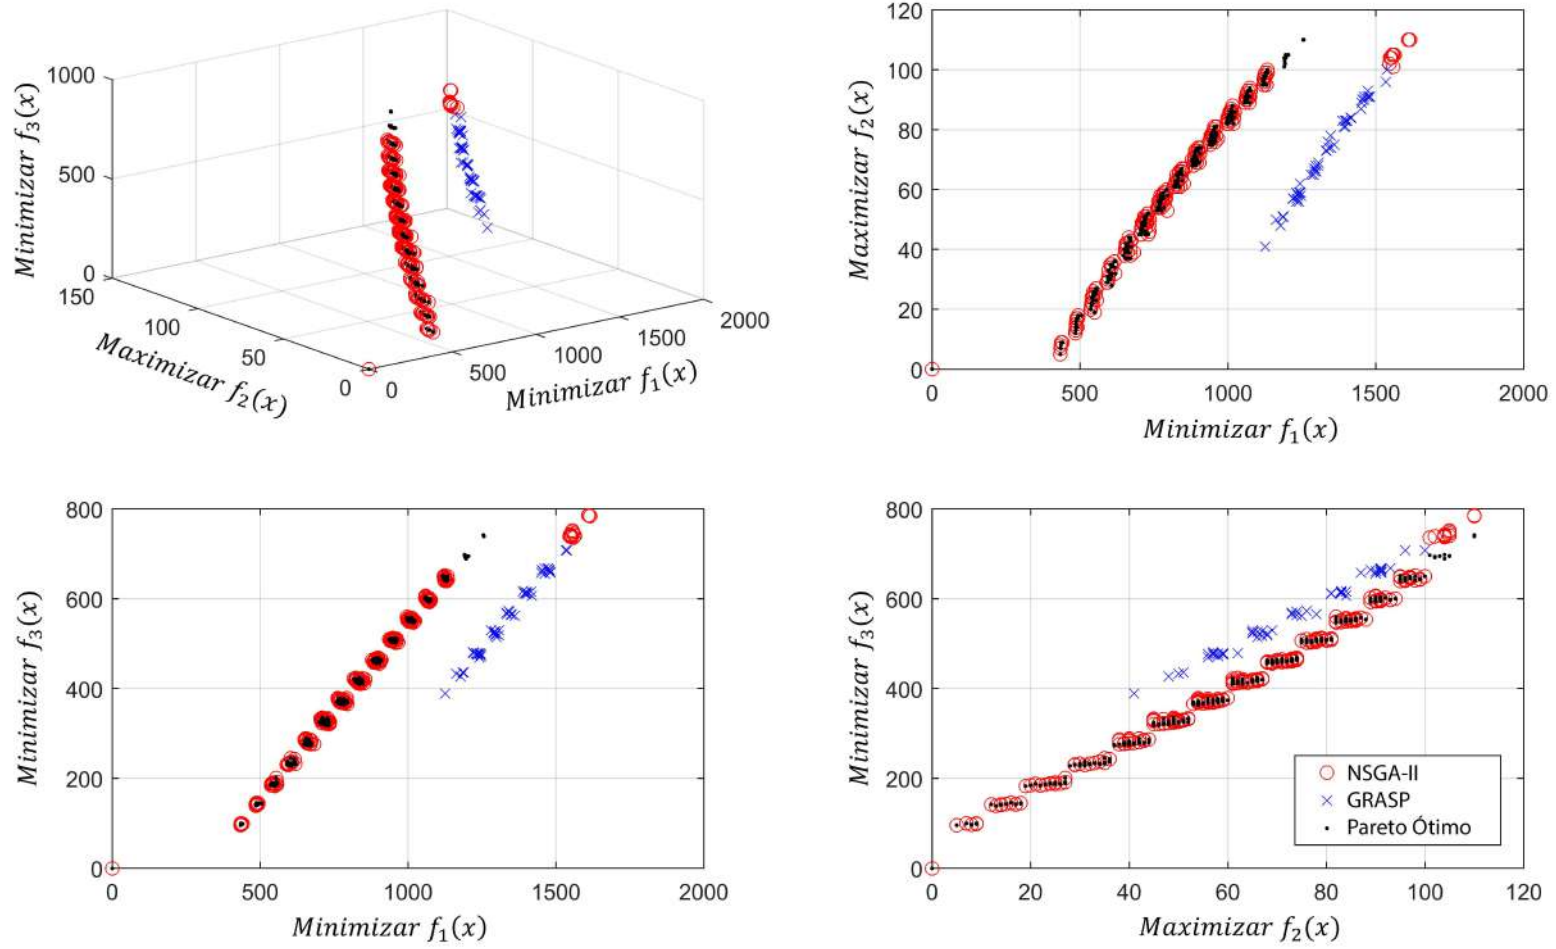 1000
500
0
150
100
50
0
0
500
1000
1500
2000
Minimizar f₃(x)
Maximizar f₂(x)
Minimizar f₁(x)
120
100
80
60
40
20
0
0 500 1000 1500 2000
Maximizar f₂(x)
Minimizar f₁(x)
800
600
400
200
0
0 500 1000 1500 2000
Minimizar f₃(x)
Minimizar f₁(x)
800
600
400
200
0
0 20 40 60 80 100 120
Minimizar f₃(x)
Maximizar f₂(x)
NSGA-II
GRASP
Pareto Ótimo